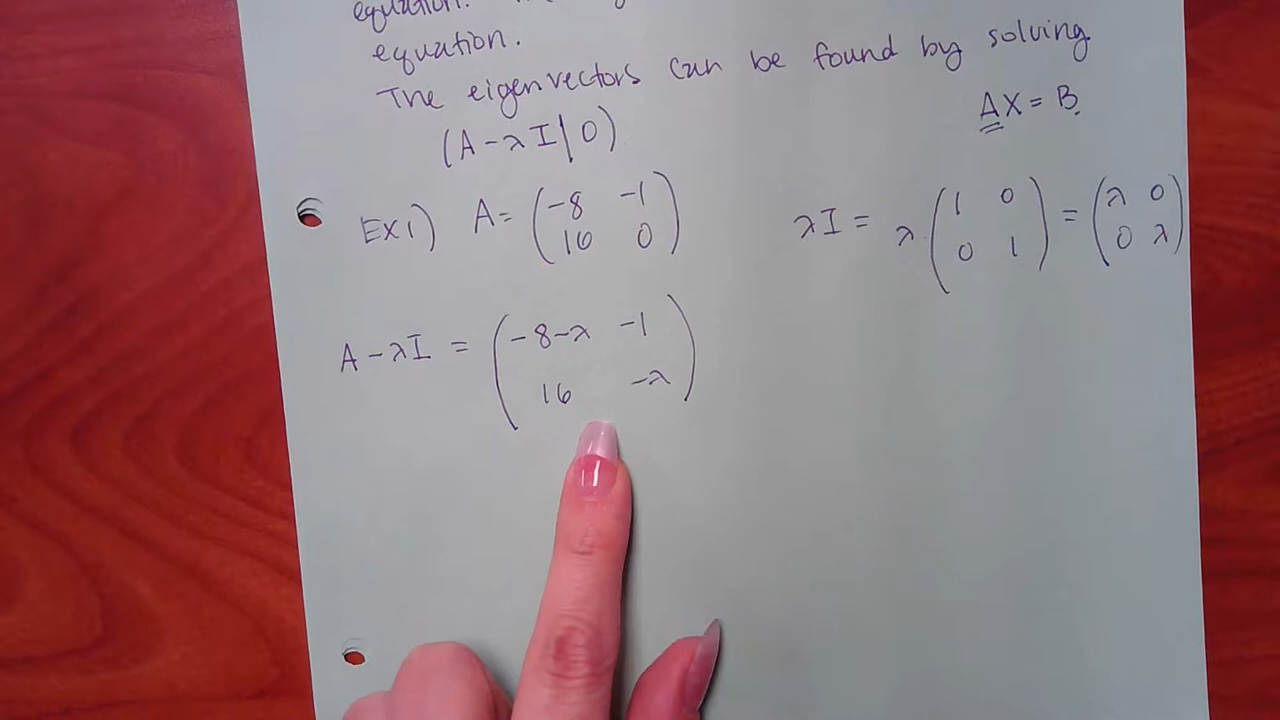 equation.
equation.
The eigenvectors can be found by solving
(A-λI|0)
AX = B
EX1) A = (-8 -1
16 0)
λI = λ(1 0
0 1) = (λ 0
0 λ)
A-λI = (-8-λ -1
16 -λ)